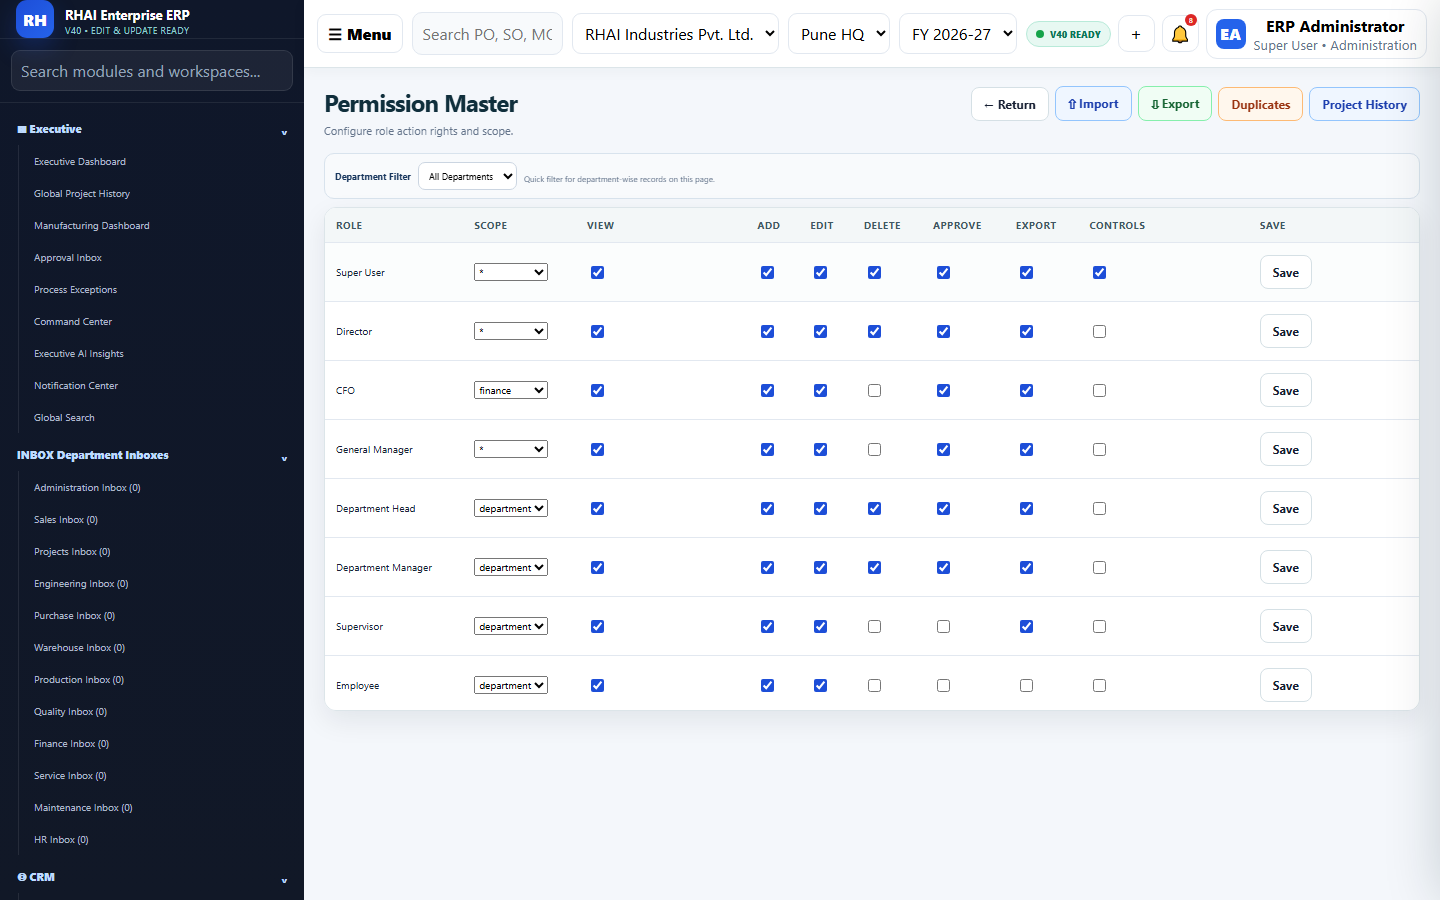 RH
RHAI Enterprise ERP
V40 • EDIT & UPDATE READY
Search modules and workspaces...
Executive
Executive Dashboard
Global Project History
Manufacturing Dashboard
Approval Inbox
Process Exceptions
Command Center
Executive AI Insights
Notification Center
Global Search
INBOX Department Inboxes
Administration Inbox (0)
Sales Inbox (0)
Projects Inbox (0)
Engineering Inbox (0)
Purchase Inbox (0)
Warehouse Inbox (0)
Production Inbox (0)
Quality Inbox (0)
Finance Inbox (0)
Service Inbox (0)
Maintenance Inbox (0)
HR Inbox (0)
CRM
☰ Menu
Search PO, SO, MO
RHAI Industries Pvt. Ltd.
Pune HQ
FY 2026-27
V40 READY
+
8
EA
ERP Administrator
Super User • Administration
Permission Master
Configure role action rights and scope.
← Return
⇧ Import
⇩ Export
Duplicates
Project History
Department Filter
All Departments
Quick filter for department-wise records on this page.
ROLE SCOPE VIEW ADD EDIT DELETE APPROVE EXPORT CONTROLS SAVE
Super User * Save
Director * Save
CFO finance Save
General Manager * Save
Department Head department Save
Department Manager department Save
Supervisor department Save
Employee department Save